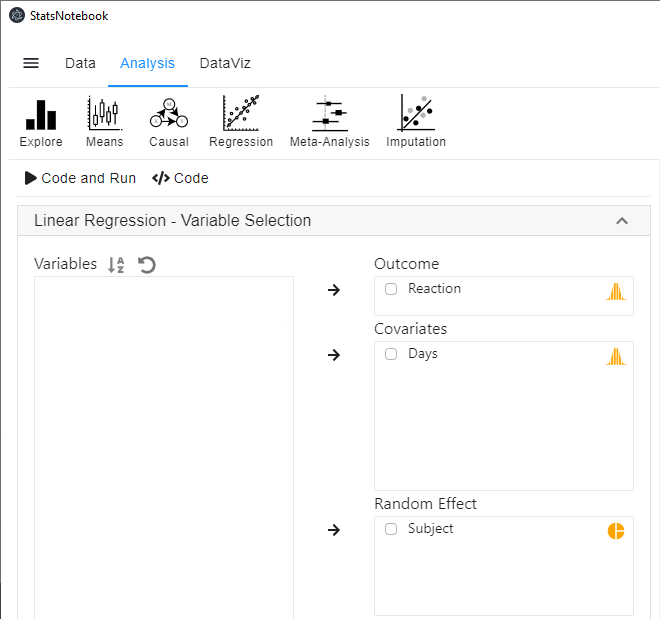 StatsNotebook
Data Analysis DataViz
Explore Means Causal Regression Meta-Analysis Imputation
Code and Run </> Code
Linear Regression - Variable Selection
Variables A Z Outcome
Reaction
Covariates
Days
Random Effect
Subject